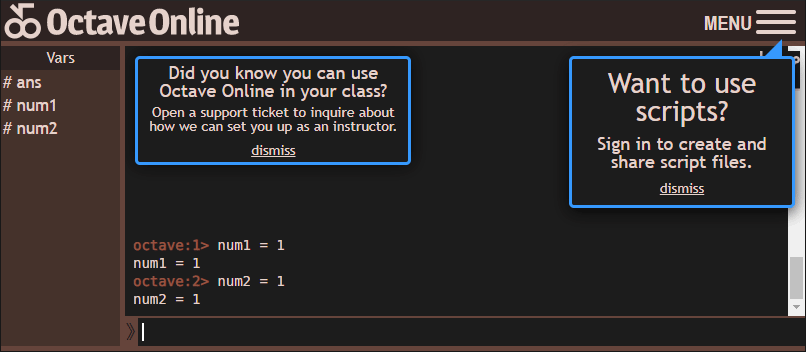 Octave Online
MENU
Vars
# ans
# num1
# num2
Did you know you can use
Octave Online in your class?
Open a support ticket to inquire about
how we can set you up as an instructor.
dismiss
Want to use
scripts?
Sign in to create and
share script files.
dismiss
octave:1> num1 = 1
num1 = 1
octave:2> num2 = 1
num2 = 1
»